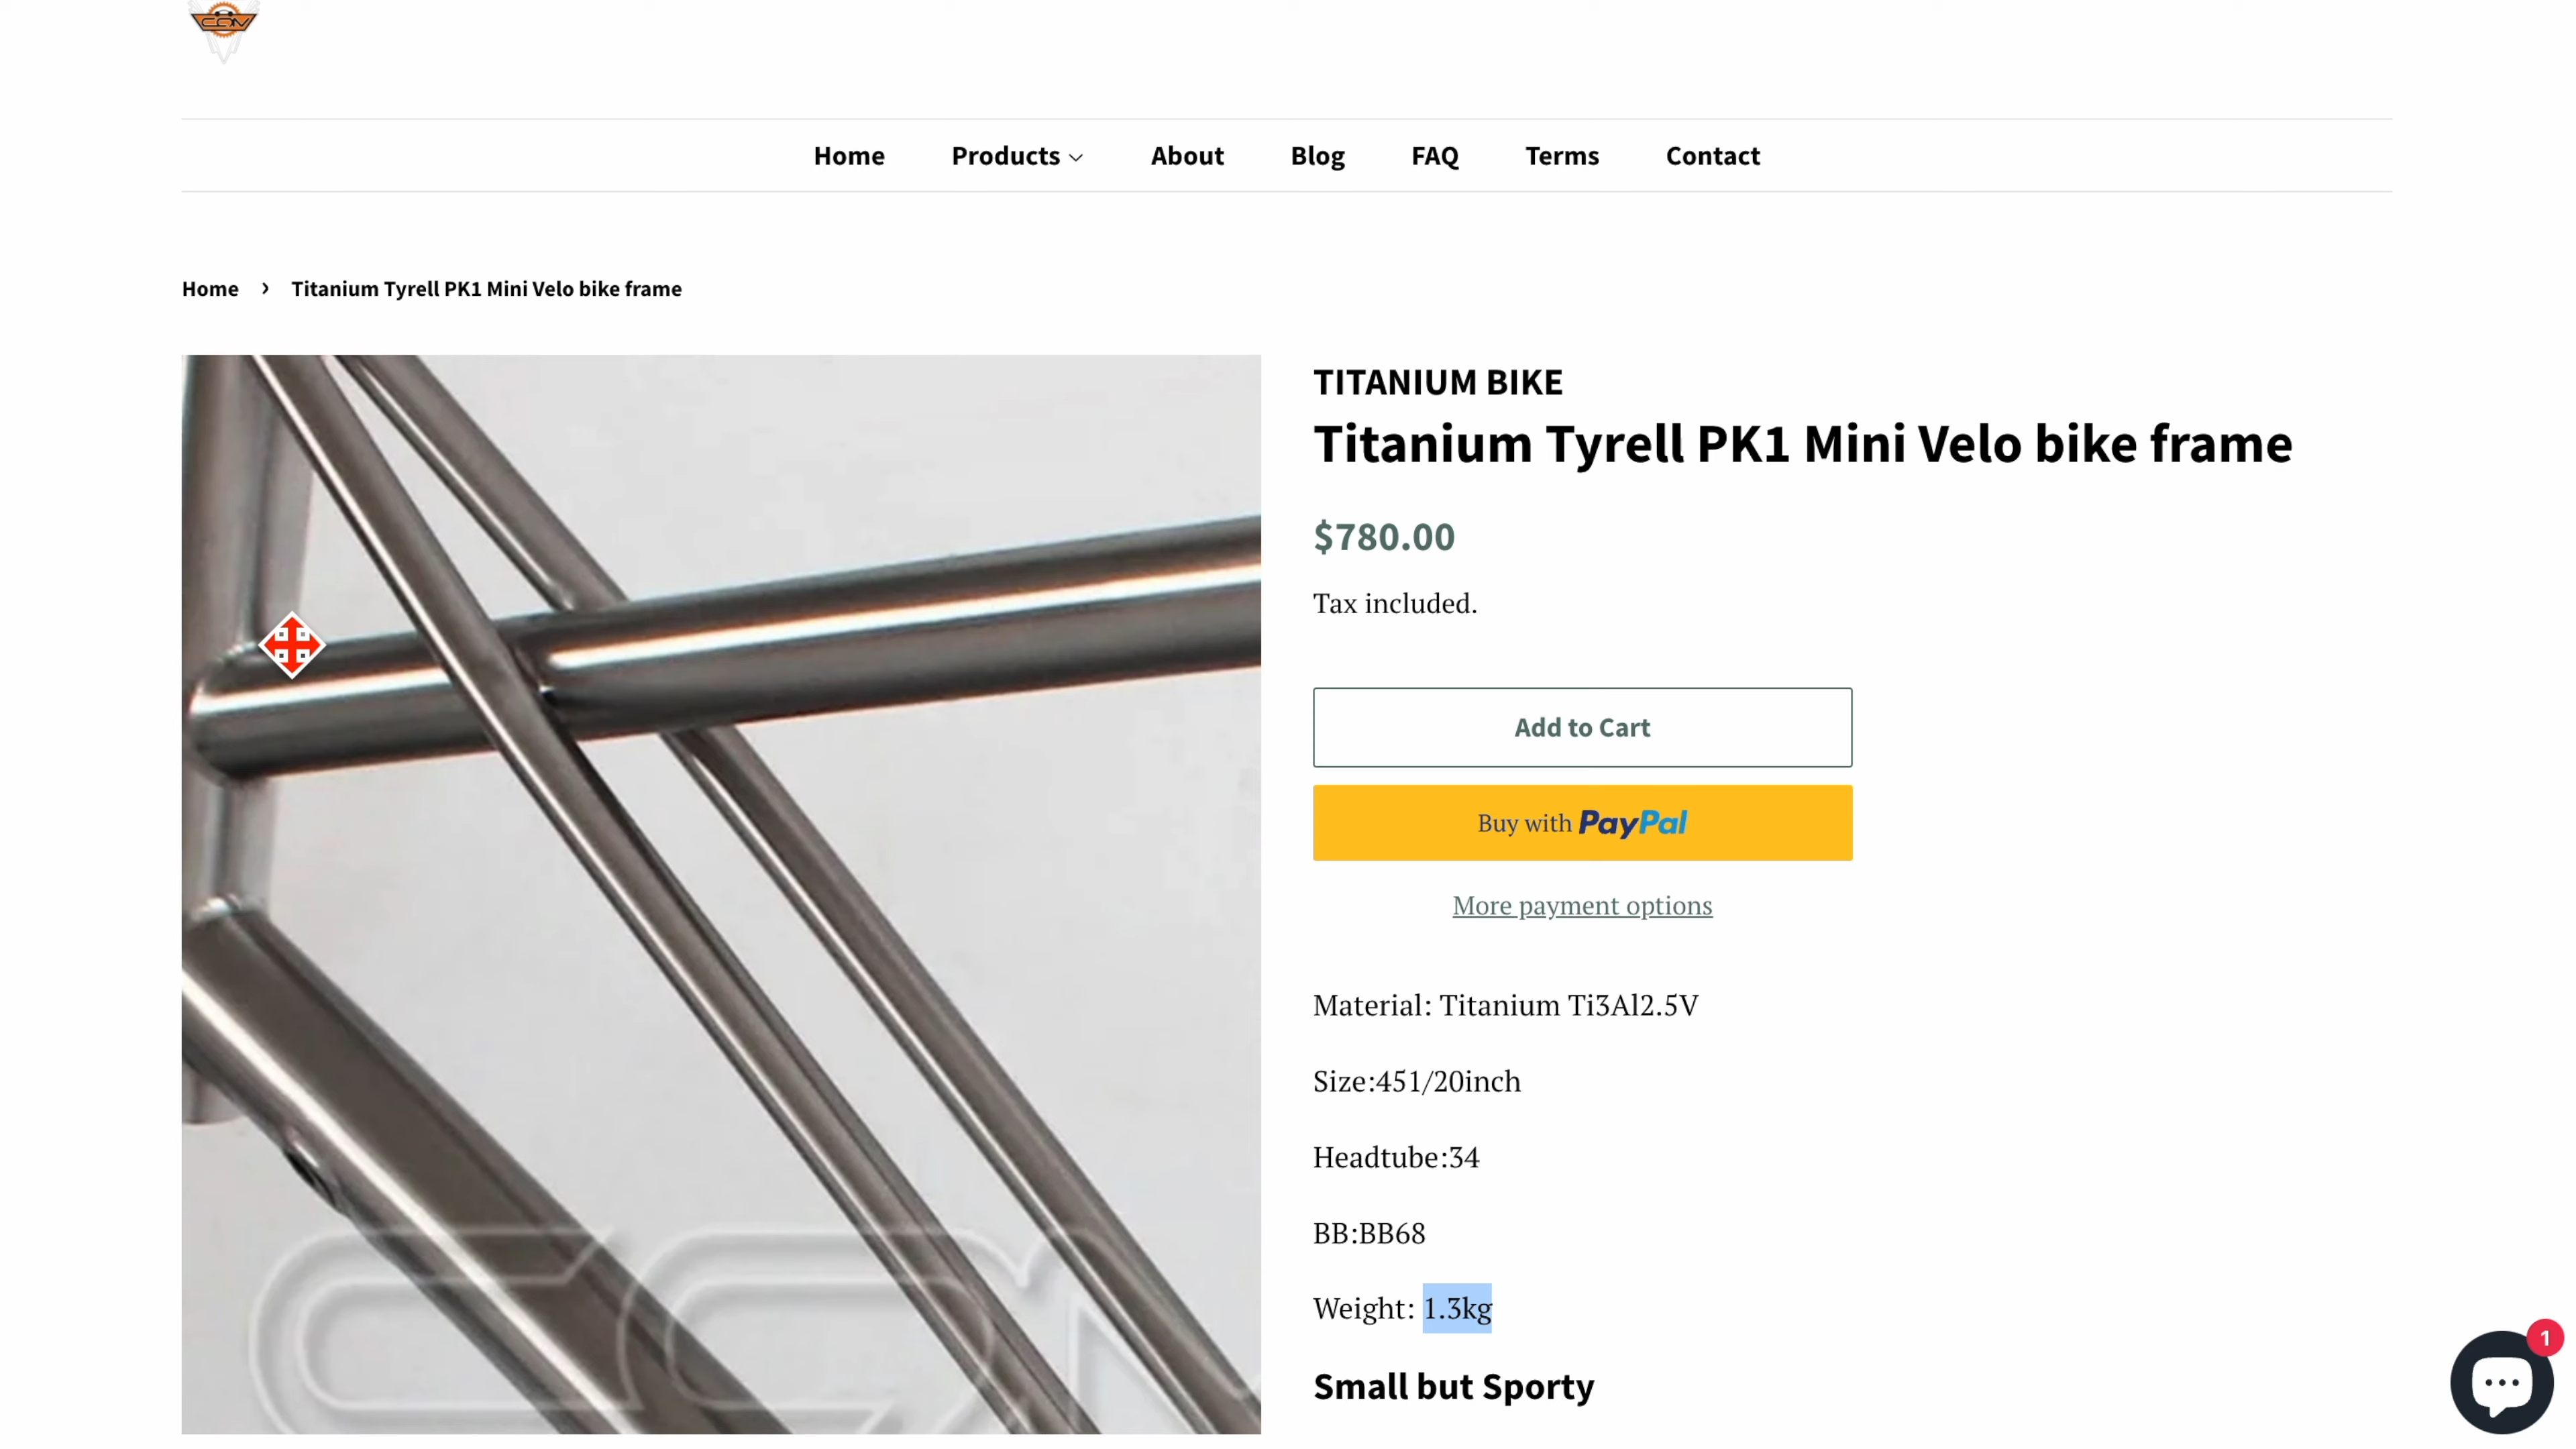 CQM
Home
Products
About
Blog
FAQ
Terms
Contact
Home › Titanium Tyrell PK1 Mini Velo bike frame
TITANIUM BIKE
Titanium Tyrell PK1 Mini Velo bike frame
$780.00
Tax included.
Add to Cart
Buy with PayPal
More payment options
Material: Titanium Ti3Al2.5V
Size:451/20inch
Headtube:34
BB:BB68
Weight: 1.3kg
Small but Sporty
1